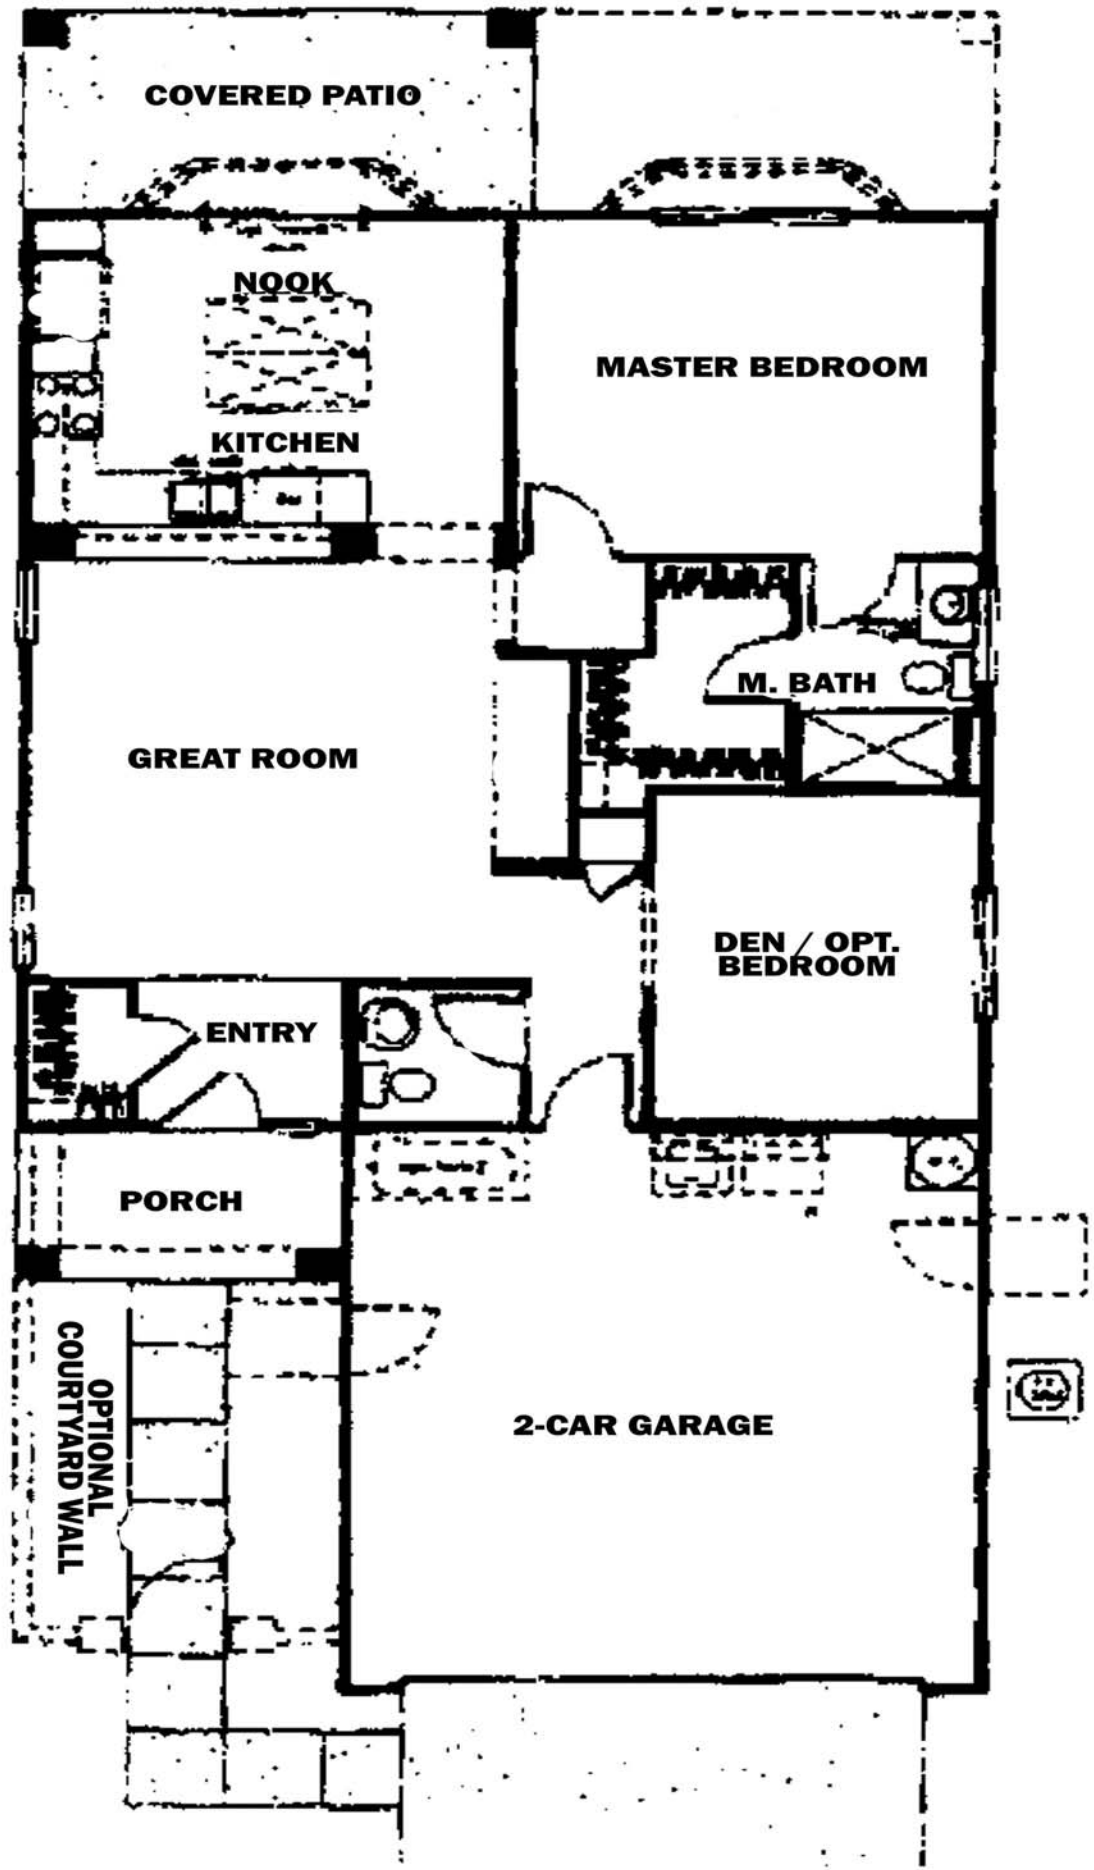 COVERED PATIO
NOOK
MASTER BEDROOM
KITCHEN
M. BATH
GREAT ROOM
DEN / OPT.
BEDROOM
ENTRY
PORCH
OPTIONAL
COURTYARD WALL
2-CAR GARAGE